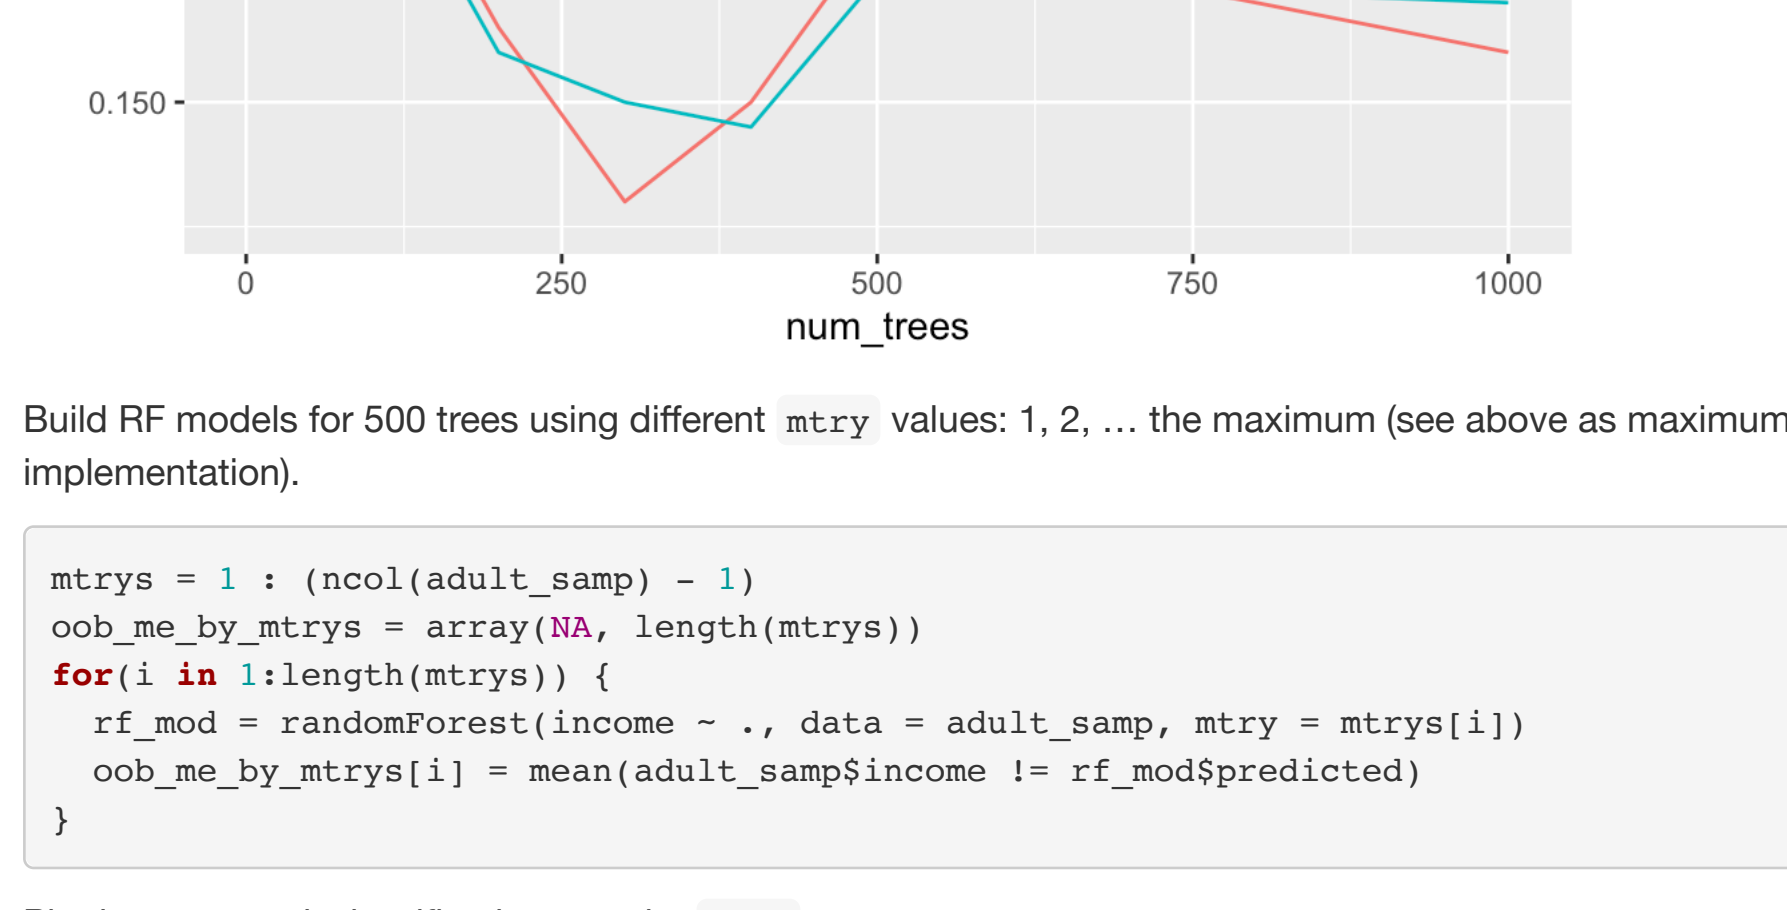 0.150
0 250 500 750 1000
num_trees
Build RF models for 500 trees using different mtry values: 1, 2, … the maximum (see above as maximum
implementation).
mtrys = 1 : (ncol(adult_samp) - 1)
oob_me_by_mtrys = array(NA, length(mtrys))
for(i in 1:length(mtrys)) {
  rf_mod = randomForest(income ~ ., data = adult_samp, mtry = mtrys[i])
  oob_me_by_mtrys[i] = mean(adult_samp$income != rf_mod$predicted)
}